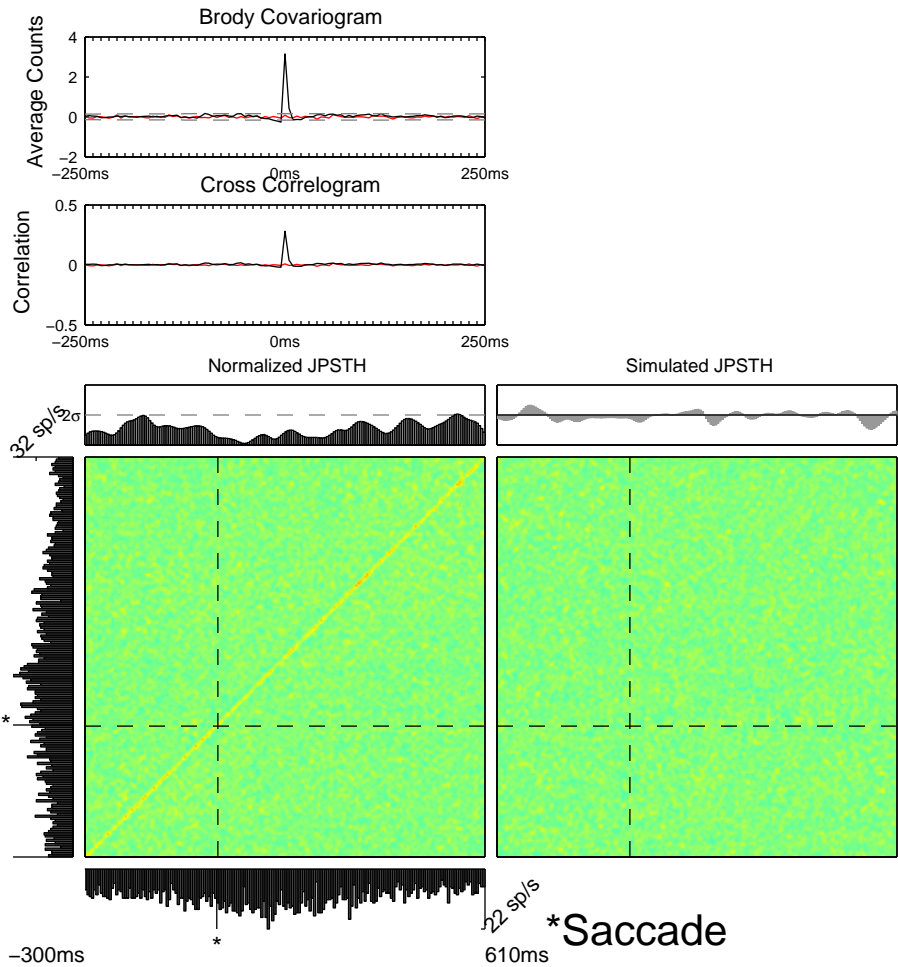 Brody Covariogram
Average Counts
4
2
0
−2
−250ms 0ms 250ms
Cross Correlogram
Correlation
0.5
0
−0.5
−250ms 0ms 250ms
Normalized JPSTH Simulated JPSTH
32 sp/s
2σ
*
*
22 sp/s
*Saccade
−300ms 610ms